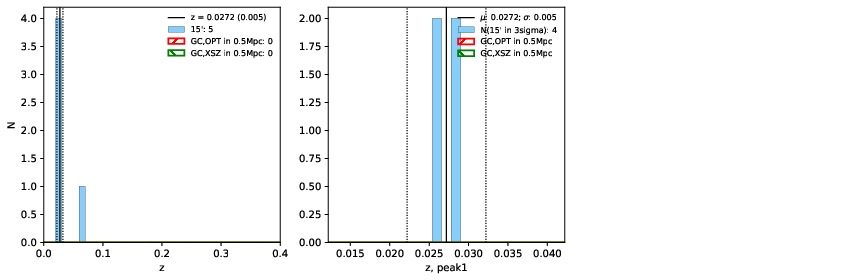 z = 0.0272 (0.005)
15': 5
GC,OPT in 0.5Mpc: 0
GC,XSZ in 0.5Mpc: 0
4.0
3.5
3.0
2.5
2.0
1.5
1.0
0.5
0.0
N
0.0 0.1 0.2 0.3 0.4
z
μ: 0.0272; σ: 0.005
N(15' in 3sigma): 4
GC,OPT in 0.5Mpc
GC,XSZ in 0.5Mpc
2.00
1.75
1.50
1.25
1.00
0.75
0.50
0.25
0.00
0.015 0.020 0.025 0.030 0.035 0.040
z, peak1